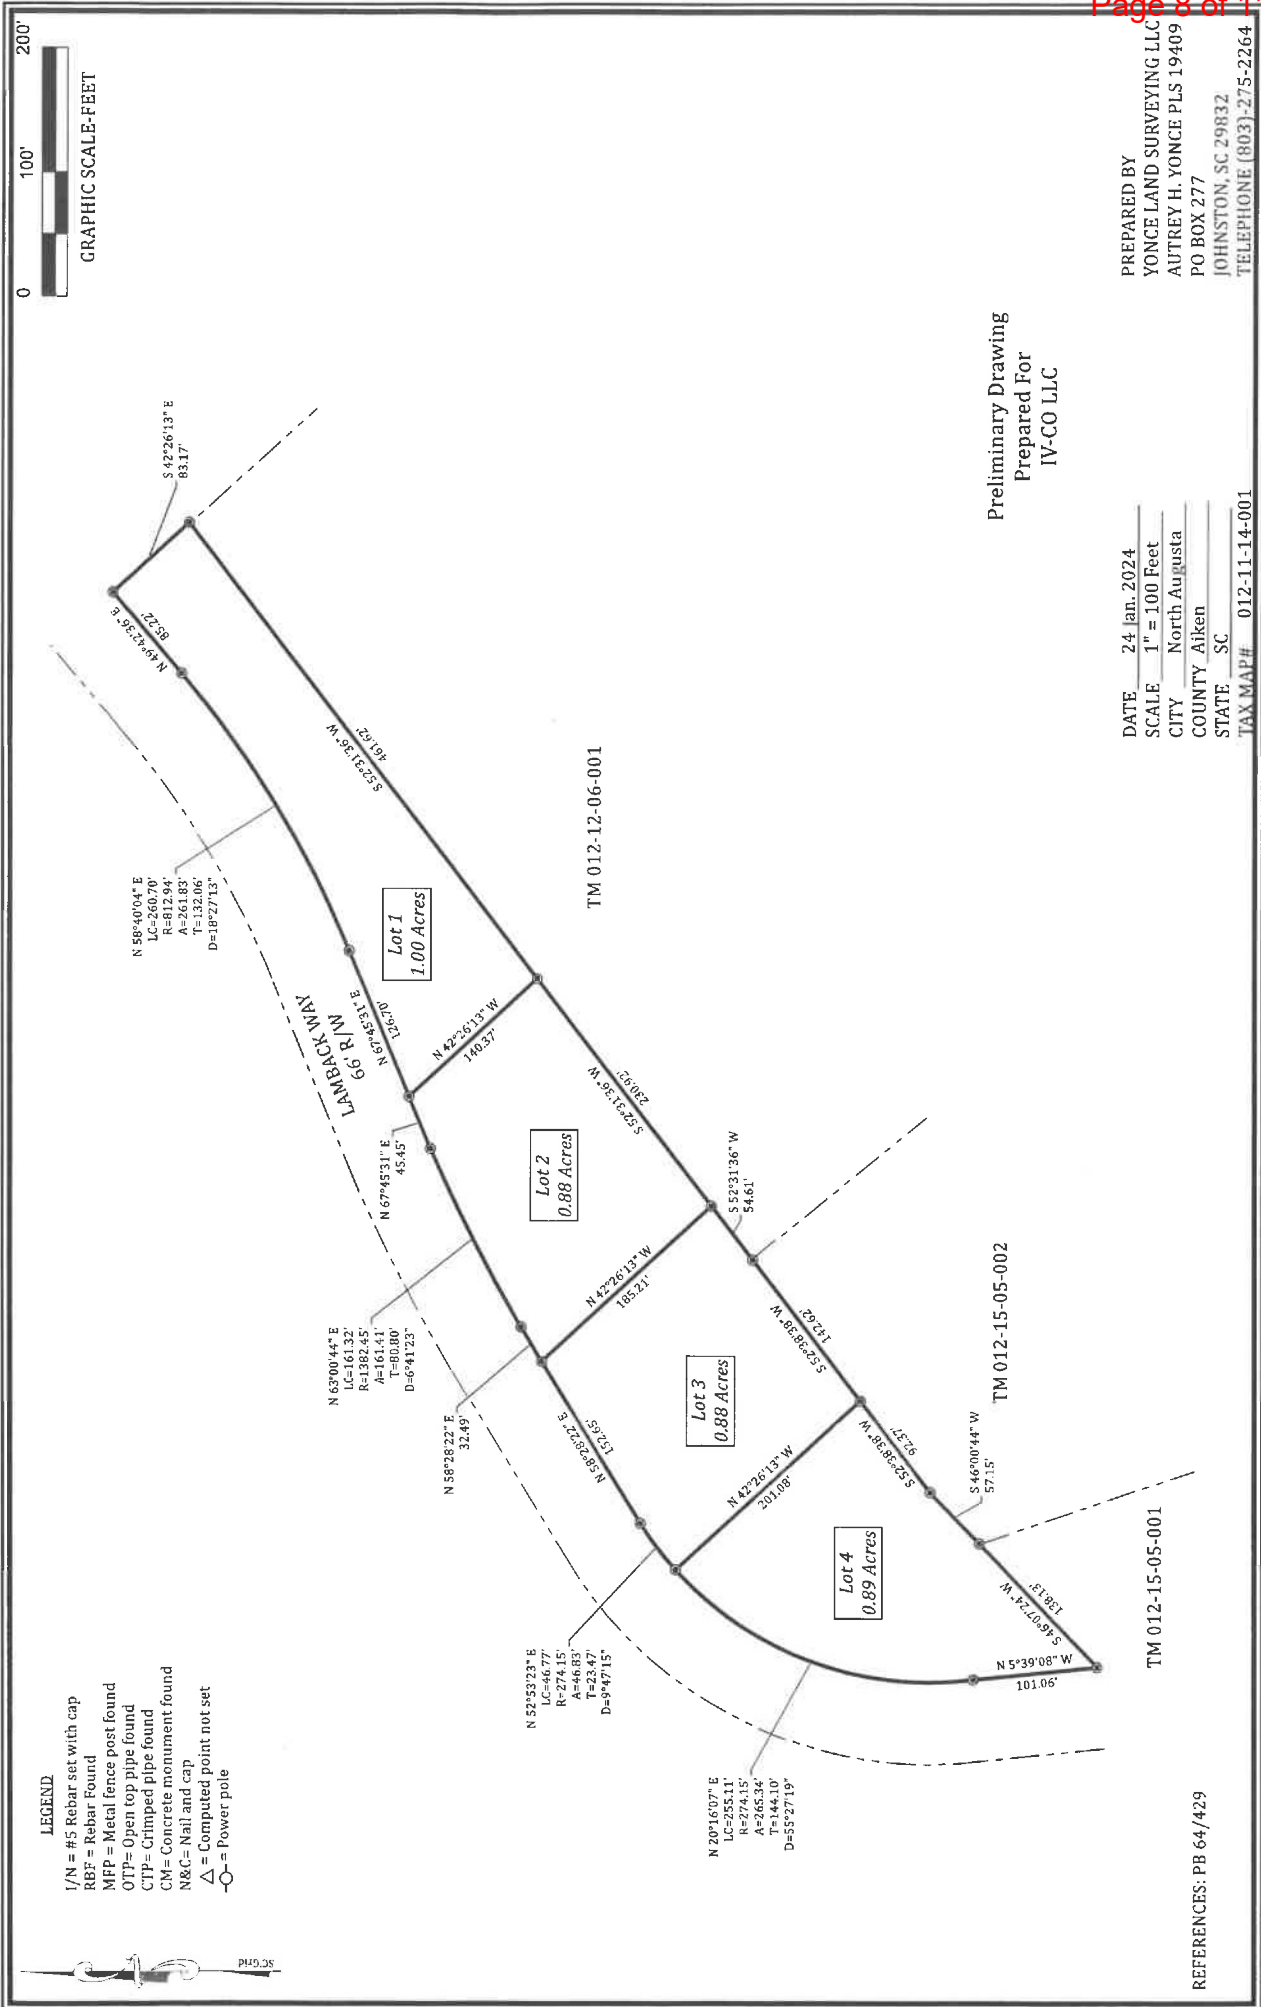 Page 8 of 1
LEGEND
I/N = #5 Rebar set with cap
RBF = Rebar Found
MFP = Metal fence post found
OTP= Open top pipe found
CTP= Crimped pipe found
CM= Concrete monument found
N&C= Nail and cap
△ = Computed point not set
-O- = Power pole
SC Grid
0 100' 200'
GRAPHIC SCALE-FEET
S 42°26'13" E
83.17'
N 49°42'36" E
85.22'
N 58°40'04" E
LC=260.70'
R=812.94'
A=261.83'
T=132.06'
D=18°27'13"
S 52°31'36" W
461.62'
LAMBACK WAY
66' R/W
N 67°45'31" E
126.70'
Lot 1
1.00 Acres
N 42°26'13" W
140.37'
TM 012-12-06-001
N 67°45'31" E
45.45'
N 63°00'44" E
LC=161.32'
R=1382.45'
A=161.41'
T=80.80'
D=6°41'23"
Lot 2
0.88 Acres
S 52°31'36" W
230.92'
N 42°26'13" W
185.21'
S 52°31'36" W
54.61'
N 58°28'22" E
32.49'
N 58°28'22" E
152.65'
Lot 3
0.88 Acres
S 52°38'38" W
142.62'
TM 012-15-05-002
N 42°26'13" W
201.08'
S 52°38'38" W
92.37'
S 46°00'44" W
57.15'
N 52°53'23" E
LC=46.77'
R=274.15'
A=46.83'
T=23.47'
D=9°47'15"
Lot 4
0.89 Acres
S 46°07'24" W
138.13'
N 5°39'08" W
101.06'
TM 012-15-05-001
N 20°16'07" E
LC=255.11'
R=274.15'
A=265.34'
T=144.10'
D=55°27'19"
REFERENCES: PB 64/429
Preliminary Drawing
Prepared For
IV-CO LLC
DATE 24 Jan. 2024
SCALE 1" = 100 Feet
CITY North Augusta
COUNTY Aiken
STATE SC
TAX MAP# 012-11-14-001
PREPARED BY
YONCE LAND SURVEYING LLC
AUTREY H. YONCE PLS 19409
PO BOX 277
JOHNSTON, SC 29832
TELEPHONE (803)-275-2264